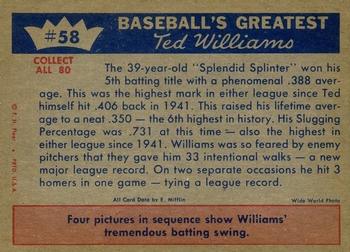 #58
BASEBALL'S GREATEST
Ted Williams
COLLECT
ALL 80
The 39-year-old "Splendid Splinter" won his
5th batting title with a phenomenal .388 average.
This was the highest mark in either league since Ted
himself hit .406 back in 1941. This raised his lifetime
average to a neat .350 — the 6th highest in history. His Slugging
Percentage was .731 at this time — also the highest
in either league since 1941. Williams was so feared by enemy
pitchers that they gave him 33 intentional walks — a new
major league record. On two separate occasions he hit 3
homers in one game — tying a league record.
All Card Data by E. Mifflin
Wide World Photo
Four pictures in sequence show Williams'
tremendous batting swing.